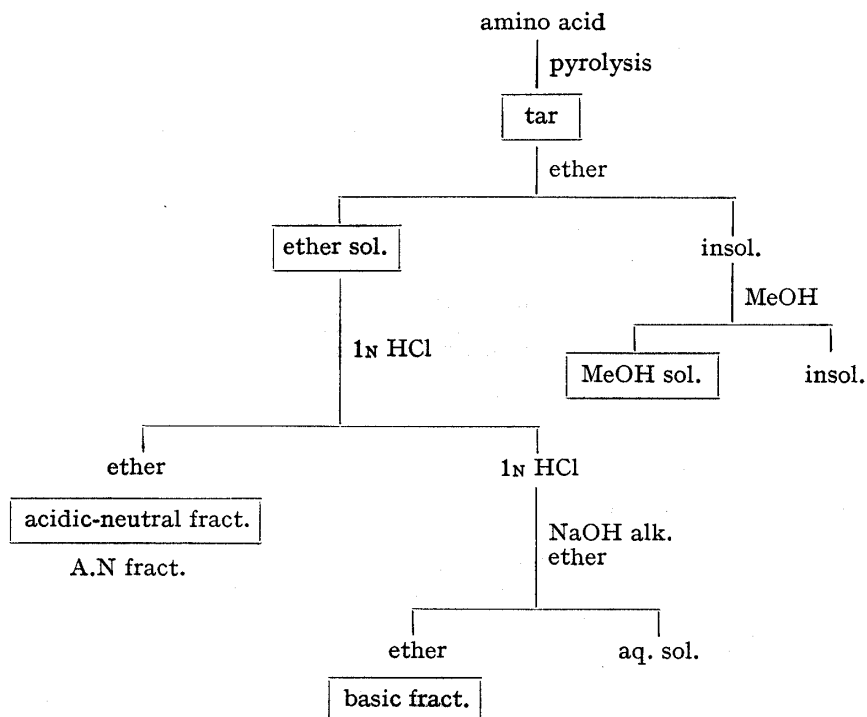 amino acid
pyrolysis
tar
ether
ether sol.
insol.
MeOH
1N HCl
MeOH sol.
insol.
ether
1N HCl
acidic-neutral fract.
A.N fract.
NaOH alk.
ether
ether
aq. sol.
basic fract.